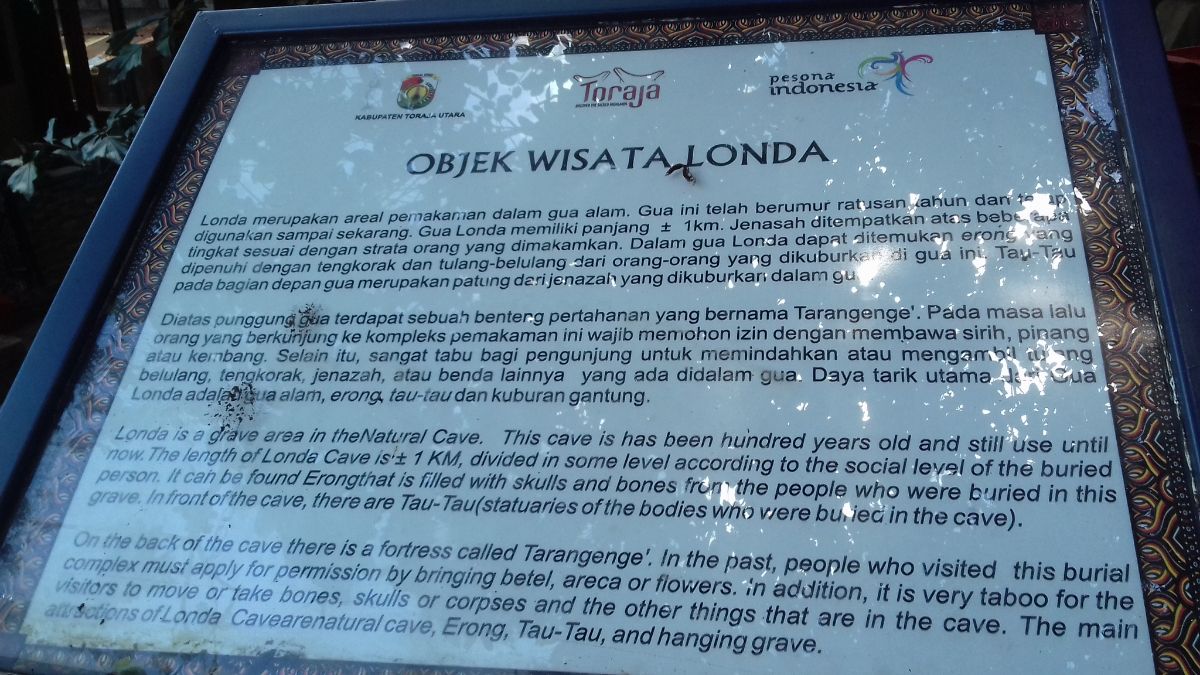 KABUPATEN TORAJA UTARA
Toraja
DISCOVER THE SACRED HIGHLANDS
pesona
indonesia
OBJEK WISATA LONDA
Londa merupakan areal pemakaman dalam gua alam. Gua ini telah berumur ratusan tahun dan
digunakan sampai sekarang. Gua Londa memiliki panjang ± 1km. Jenasah ditempatkan atas beberapa
tingkat sesuai dengan strata orang yang dimakamkan. Dalam gua Londa dapat ditemukan erong yang
dipenuhi dengan tengkorak dan tulang-belulang dari orang-orang yang dikuburkan di gua ini. Tau-Tau
pada bagian depan gua merupakan patung dari jenazah yang dikuburkan dalam gua
Diatas punggung gua terdapat sebuah benteng pertahanan yang bernama Tarangenge'. Pada masa lalu
orang yang berkunjung ke kompleks pemakaman ini wajib memohon izin dengan membawa sirih, pinang
atau kembang. Selain itu, sangat tabu bagi pengunjung untuk memindahkan atau mengambil tulang
belulang, tengkorak, jenazah, atau benda lainnya yang ada didalam gua. Daya tarik utama dari Gua
Londa adalah gua alam, erong, tau-tau dan kuburan gantung.
Londa is a grave area in theNatural Cave. This cave is has been hundred years old and still use until
now. The length of Londa Cave is ± 1 KM, divided in some level according to the social level of the buried
person. It can be found Erongthat is filled with skulls and bones from the people who were buried in this
grave. In front of the cave, there are Tau-Tau(statuaries of the bodies who were buried in the cave).
On the back of the cave there is a fortress called Tarangenge'. In the past, people who visited this burial
complex must apply for permission by bringing betel, areca or flowers. In addition, it is very taboo for the
visitors to move or take bones, skulls or corpses and the other things that are in the cave. The main
attractions of Londa Cavearenatural cave, Erong, Tau-Tau, and hanging grave.